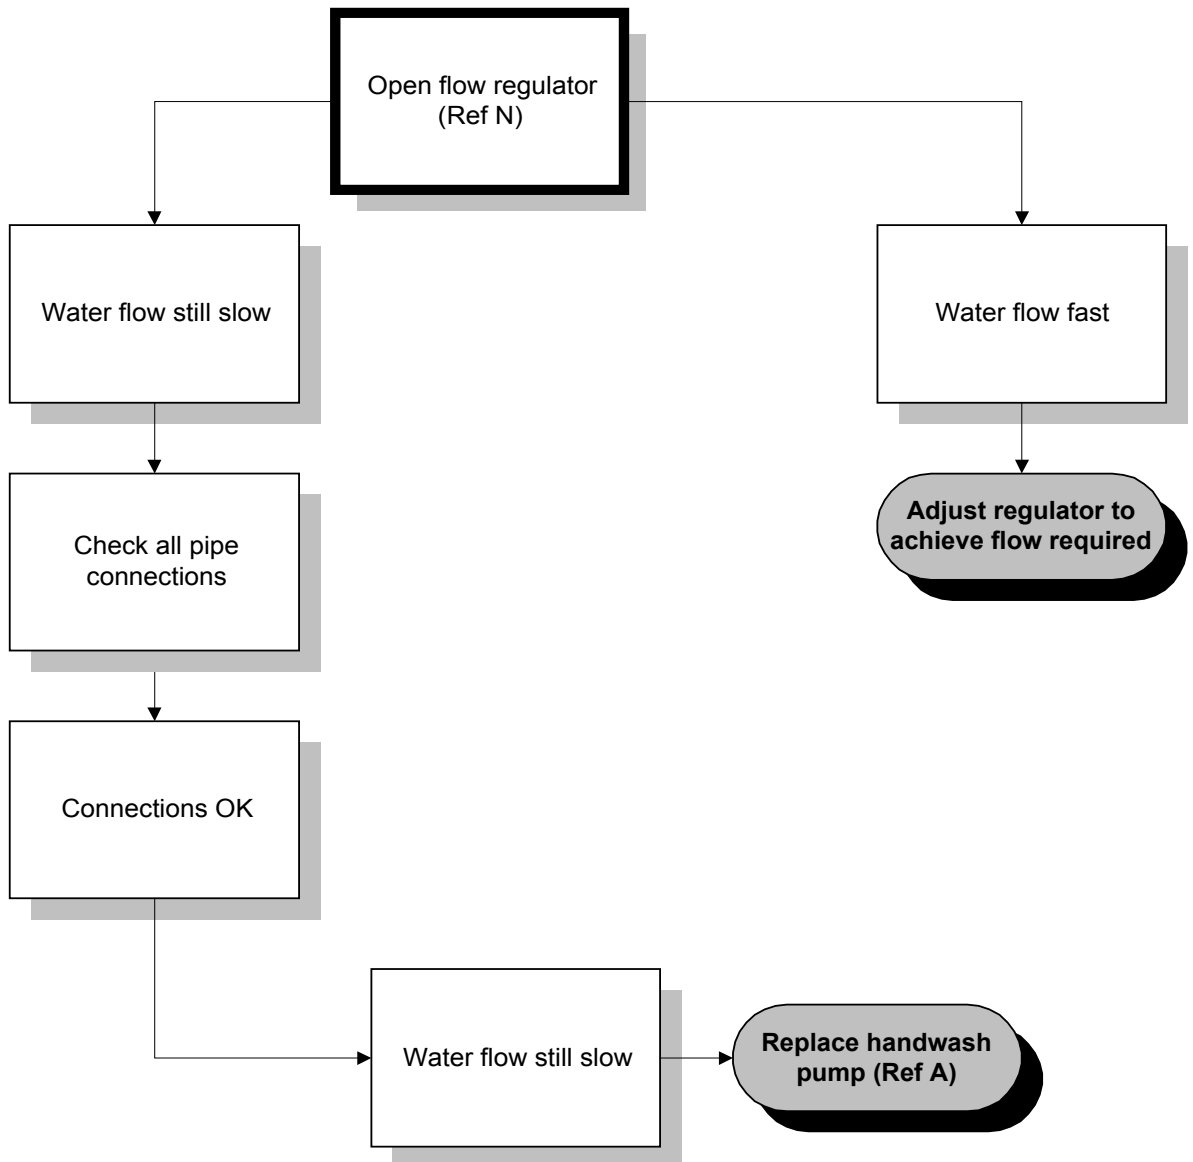 Open flow regulator
(Ref N)
Water flow still slow
Water flow fast
Check all pipe
connections
Adjust regulator to
achieve flow required
Connections OK
Water flow still slow
Replace handwash
pump (Ref A)